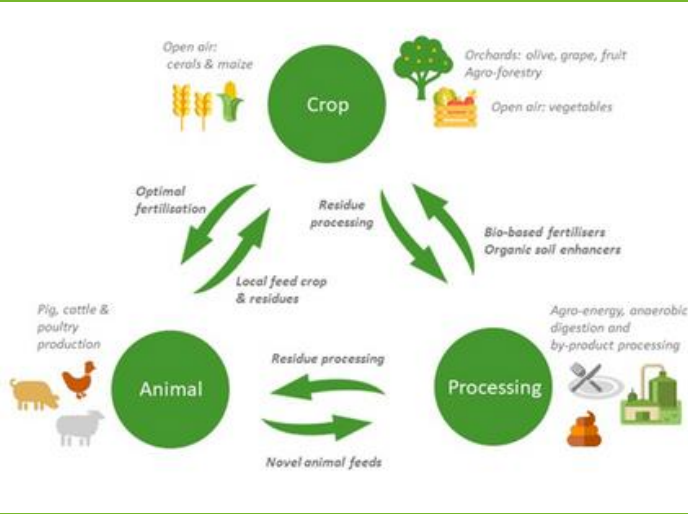 Open air:
cerals & maize
Crop
Orchards: olive, grape, fruit
Agro-forestry
Open air: vegetables
Optimal
fertilisation
Residue
processing
Bio-based fertilisers
Organic soil enhancers
Local feed crop
& residues
Pig, cattle &
poultry
production
Animal
Residue processing
Novel animal feeds
Processing
Agro-energy, anaerobic
digestion and
by-product processing